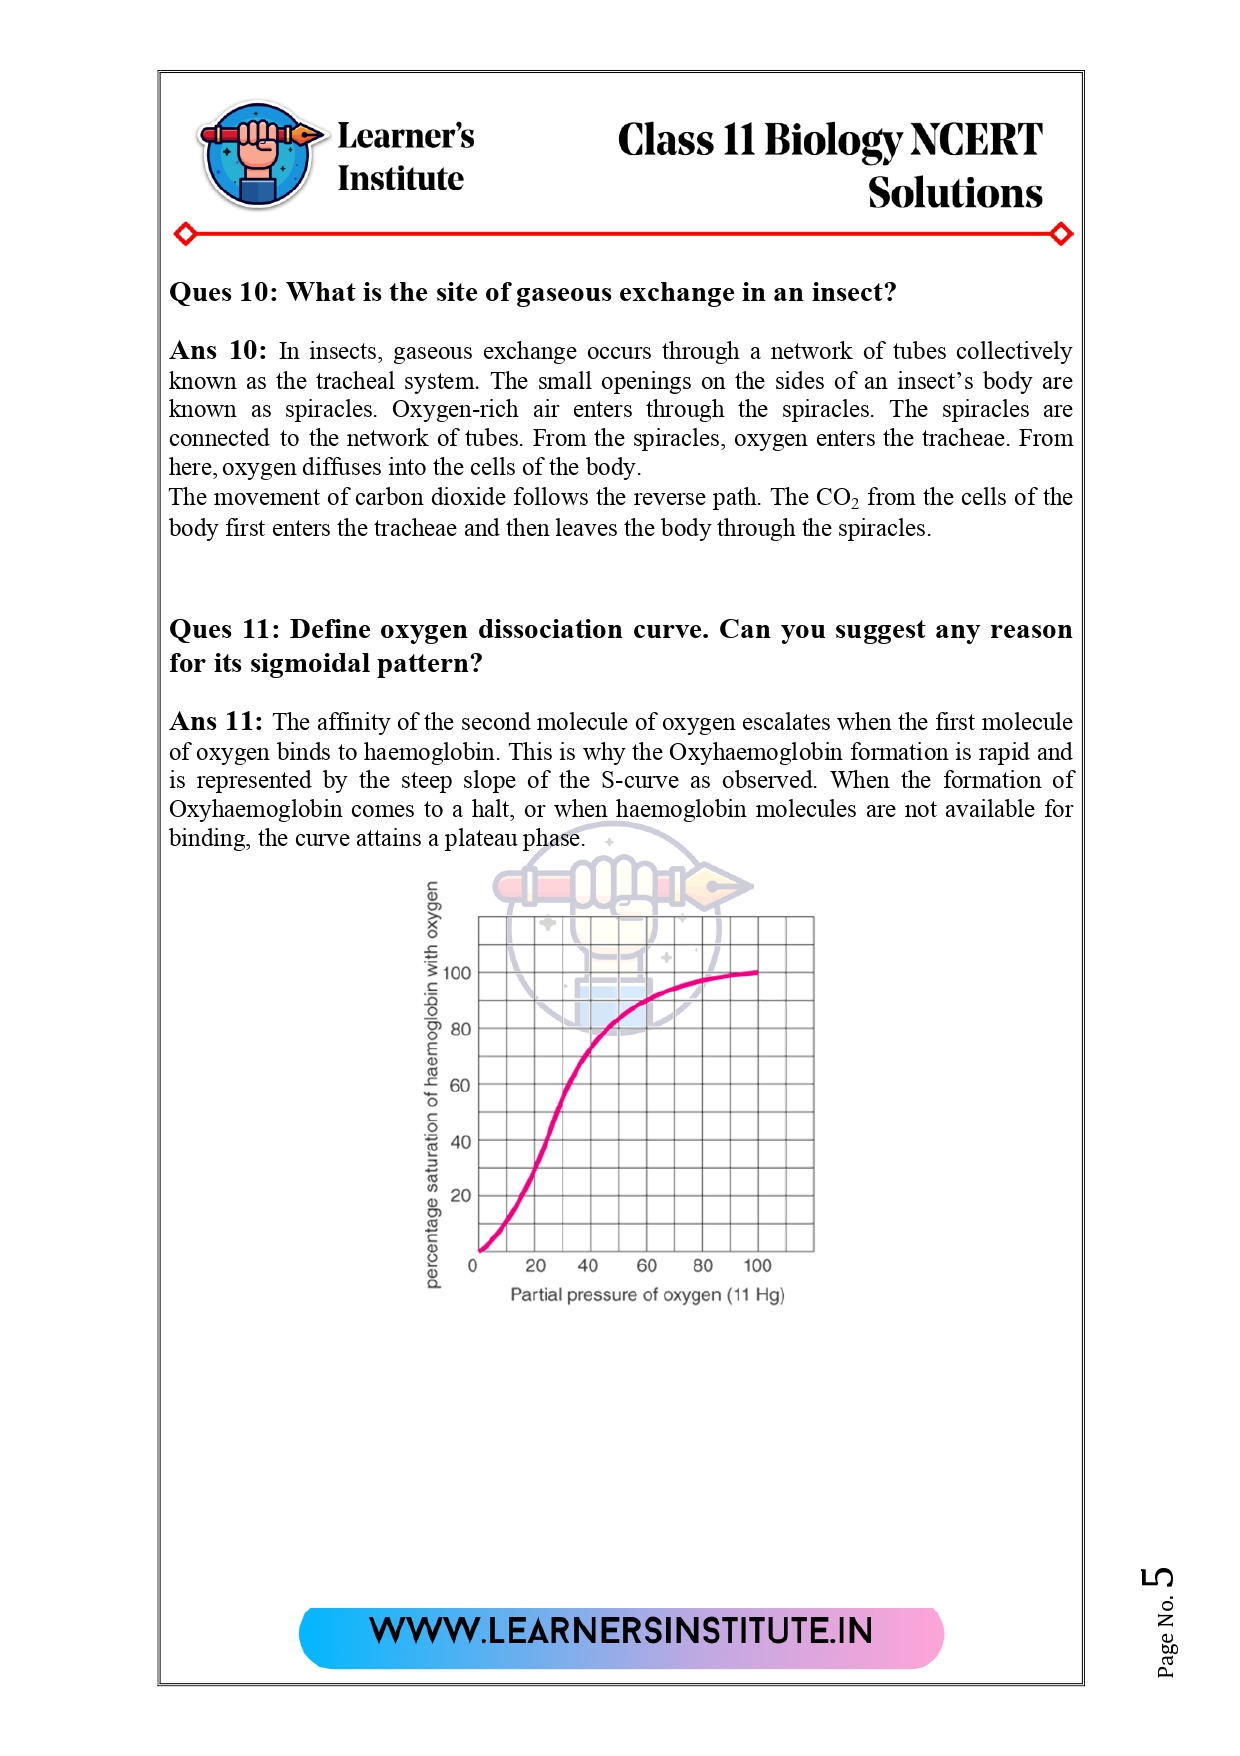 Learner's
Institute
Class 11 Biology NCERT
Solutions
Ques 10: What is the site of gaseous exchange in an insect?
Ans 10: In insects, gaseous exchange occurs through a network of tubes collectively
known as the tracheal system. The small openings on the sides of an insect’s body are
known as spiracles. Oxygen-rich air enters through the spiracles. The spiracles are
connected to the network of tubes. From the spiracles, oxygen enters the tracheae. From
here, oxygen diffuses into the cells of the body.
The movement of carbon dioxide follows the reverse path. The CO₂ from the cells of the
body first enters the tracheae and then leaves the body through the spiracles.
Ques 11: Define oxygen dissociation curve. Can you suggest any reason
for its sigmoidal pattern?
Ans 11: The affinity of the second molecule of oxygen escalates when the first molecule
of oxygen binds to haemoglobin. This is why the Oxyhaemoglobin formation is rapid and
is represented by the steep slope of the S-curve as observed. When the formation of
Oxyhaemoglobin comes to a halt, or when haemoglobin molecules are not available for
binding, the curve attains a plateau phase.
percentage saturation of haemoglobin with oxygen
100
80
60
40
20
0 20 40 60 80 100
Partial pressure of oxygen (11 Hg)
WWW.LEARNERSINSTITUTE.IN
Page No. 5